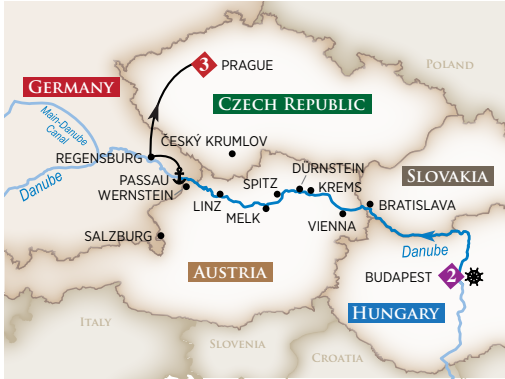 POLAND
GERMANY
3
PRAGUE
CZECH REPUBLIC
Main-Danube
Canal
ČESKÝ KRUMLOV
REGENSBURG
Danube
PASSAU
WERNSTEIN
LINZ
SPITZ
MELK
DÜRNSTEIN
KREMS
VIENNA
SLOVAKIA
BRATISLAVA
SALZBURG
Danube
AUSTRIA
BUDAPEST
2
HUNGARY
ITALY
SLOVENIA
CROATIA